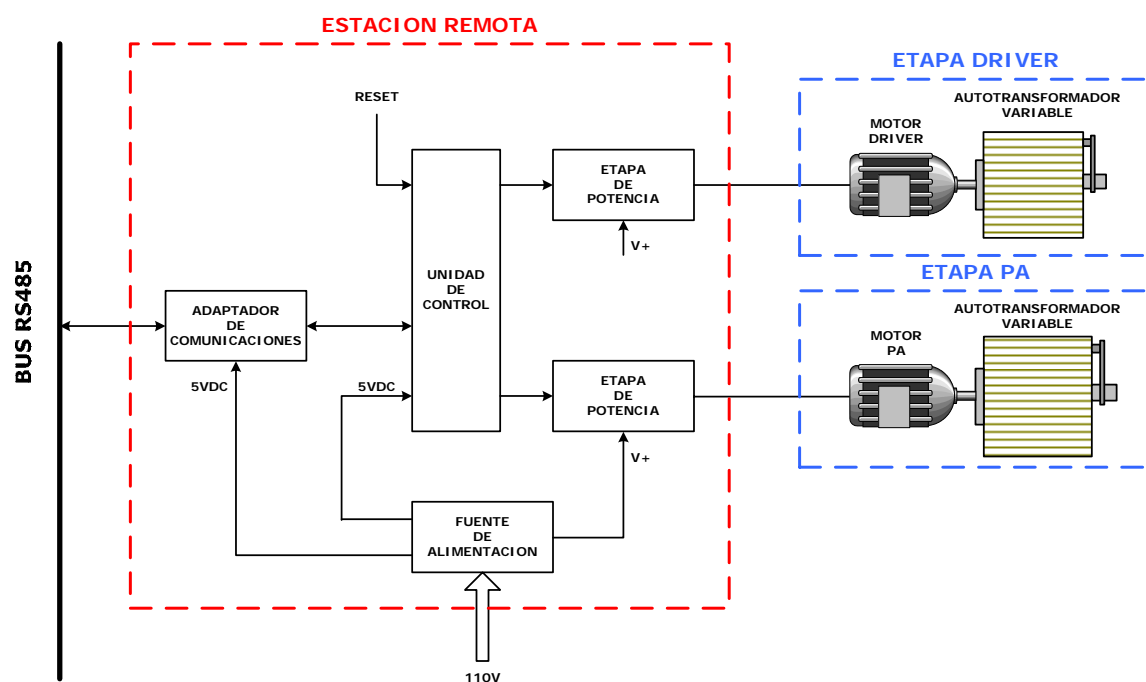 ESTACION REMOTA
ETAPA DRIVER
RESET
AUTOTRANSFORMADOR
VARIABLE
MOTOR
DRIVER
ETAPA
DE
POTENCIA
V+
UNIDAD
DE
CONTROL
BUS RS485
ADAPTADOR
DE
COMUNICACIONES
5VDC
5VDC
ETAPA PA
AUTOTRANSFORMADOR
VARIABLE
MOTOR
PA
ETAPA
DE
POTENCIA
V+
FUENTE
DE
ALIMENTACION
110V